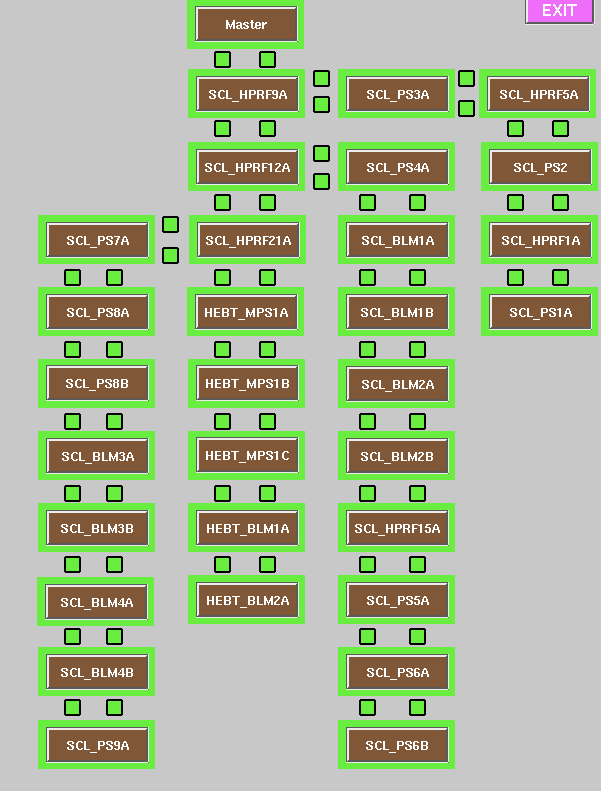 EXIT
Master
SCL_HPRF9A
SCL_PS3A
SCL_HPRF5A
SCL_HPRF12A
SCL_PS4A
SCL_PS2
SCL_PS7A
SCL_HPRF21A
SCL_BLM1A
SCL_HPRF1A
SCL_PS8A
HEBT_MPS1A
SCL_BLM1B
SCL_PS1A
SCL_PS8B
HEBT_MPS1B
SCL_BLM2A
SCL_BLM3A
HEBT_MPS1C
SCL_BLM2B
SCL_BLM3B
HEBT_BLM1A
SCL_HPRF15A
SCL_BLM4A
HEBT_BLM2A
SCL_PS5A
SCL_BLM4B
SCL_PS6A
SCL_PS9A
SCL_PS6B